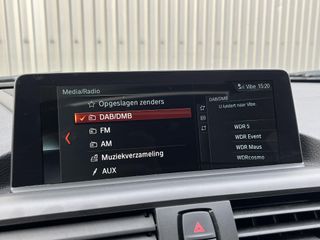 Media/Radio
Vibe 15:20
Opgeslagen zenders
DAB/DMB
FM
AM
Muziekverzameling
AUX
DAB/DMB
U luistert naar Vibe.
WDR 5
WDR Event
WDR Maus
WDRcosmo